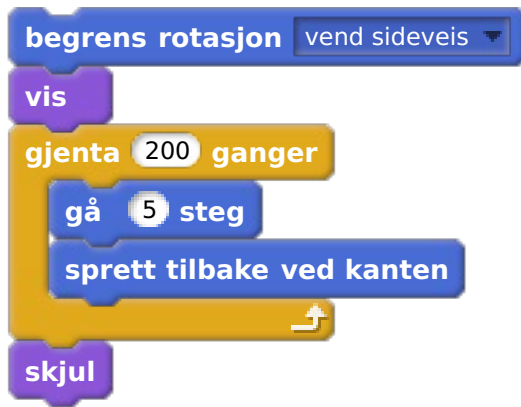 begrens rotasjon vend sideveis
vis
gjenta 200 ganger
gå 5 steg
sprett tilbake ved kanten
skjul